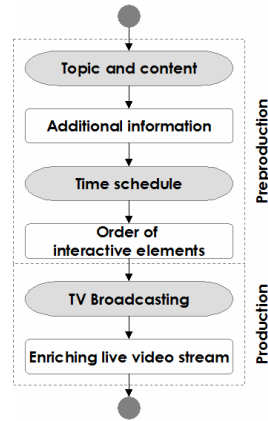 Topic and content
Additional information
Time schedule
Order of
interactive elements
Preproduction
TV Broadcasting
Enriching live video stream
Production